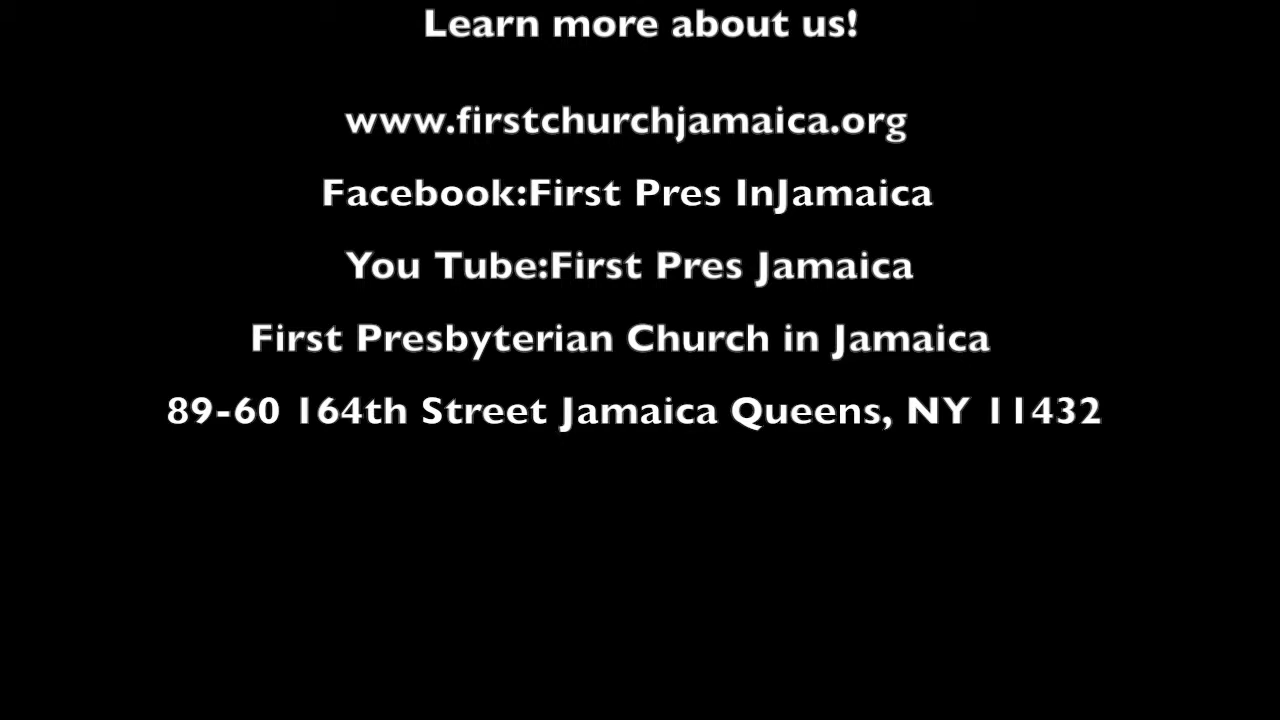 Learn more about us!
www.firstchurchjamaica.org
Facebook:First Pres InJamaica
You Tube:First Pres Jamaica
First Presbyterian Church in Jamaica
89-60 164th Street Jamaica Queens, NY 11432